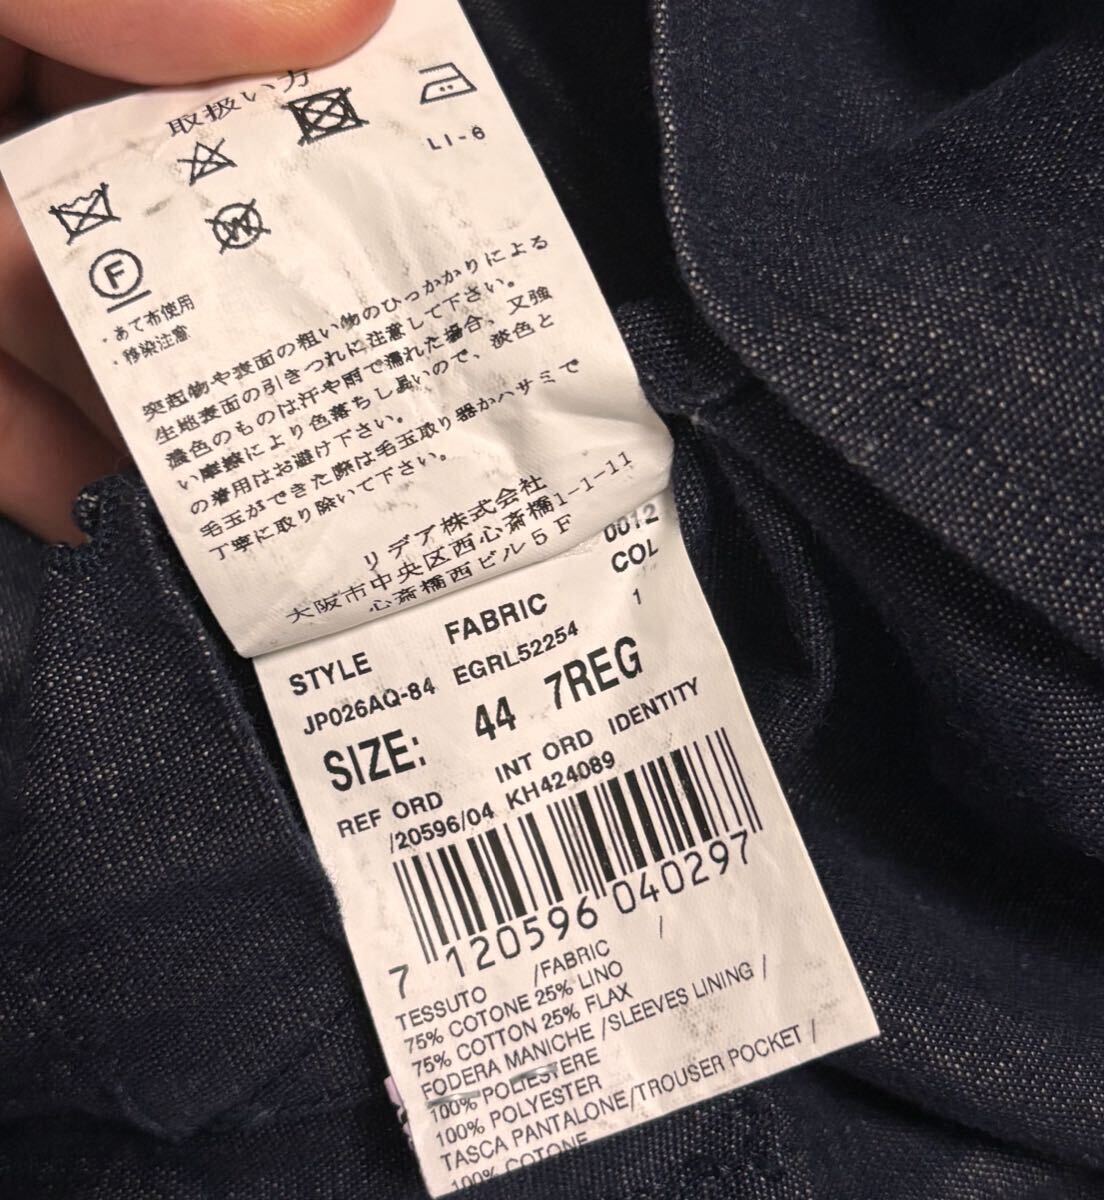 取扱い方
LI-6
W
F
・あて布使用
・移染注意
突起物や表面の粗い物のひっかかりによる
生地表面の引きつれに注意して下さい。
濃色のものは汗や雨で濡れた場合、又強
い摩擦により色落ちし易いので、淡色と
の着用はお避け下さい。
毛玉ができた際は毛玉取り器かハサミで
丁寧に取り除いて下さい。
リデア株式会社
大阪市中央区西心斎橋1-1-11
心斎橋西ビル5F
STYLE FABRIC 0012 COL
JP026AQ-84 EGRL52254 1
SIZE: 44 7REG
REF ORD INT ORD IDENTITY
/20596/04 KH424089
7 120596 040297
TESSUTO /FABRIC /
75% COTONE 25% LINO
75% COTTON 25% FLAX
FODERA MANICHE /SLEEVES LINING /
100% POLIESTERE
100% POLYESTER
TASCA PANTALONE/TROUSER POCKET /
100% COTONE